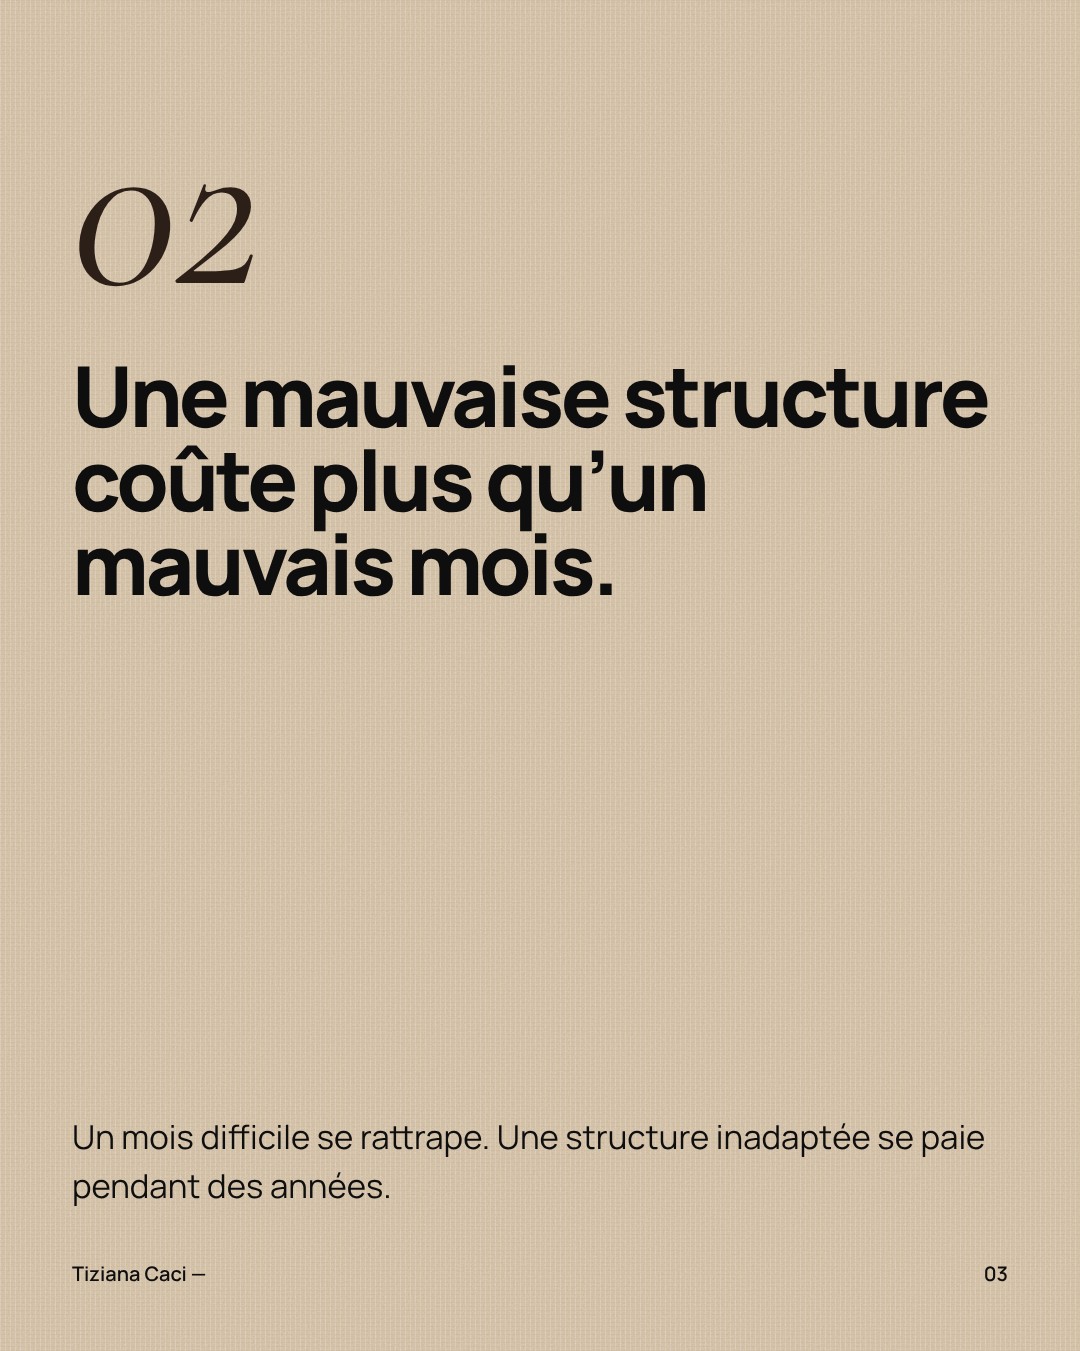 02
Une mauvaise structure
coûte plus qu’un
mauvais mois.
Un mois difficile se rattrape. Une structure inadaptée se paie
pendant des années.
Tiziana Caci —
03